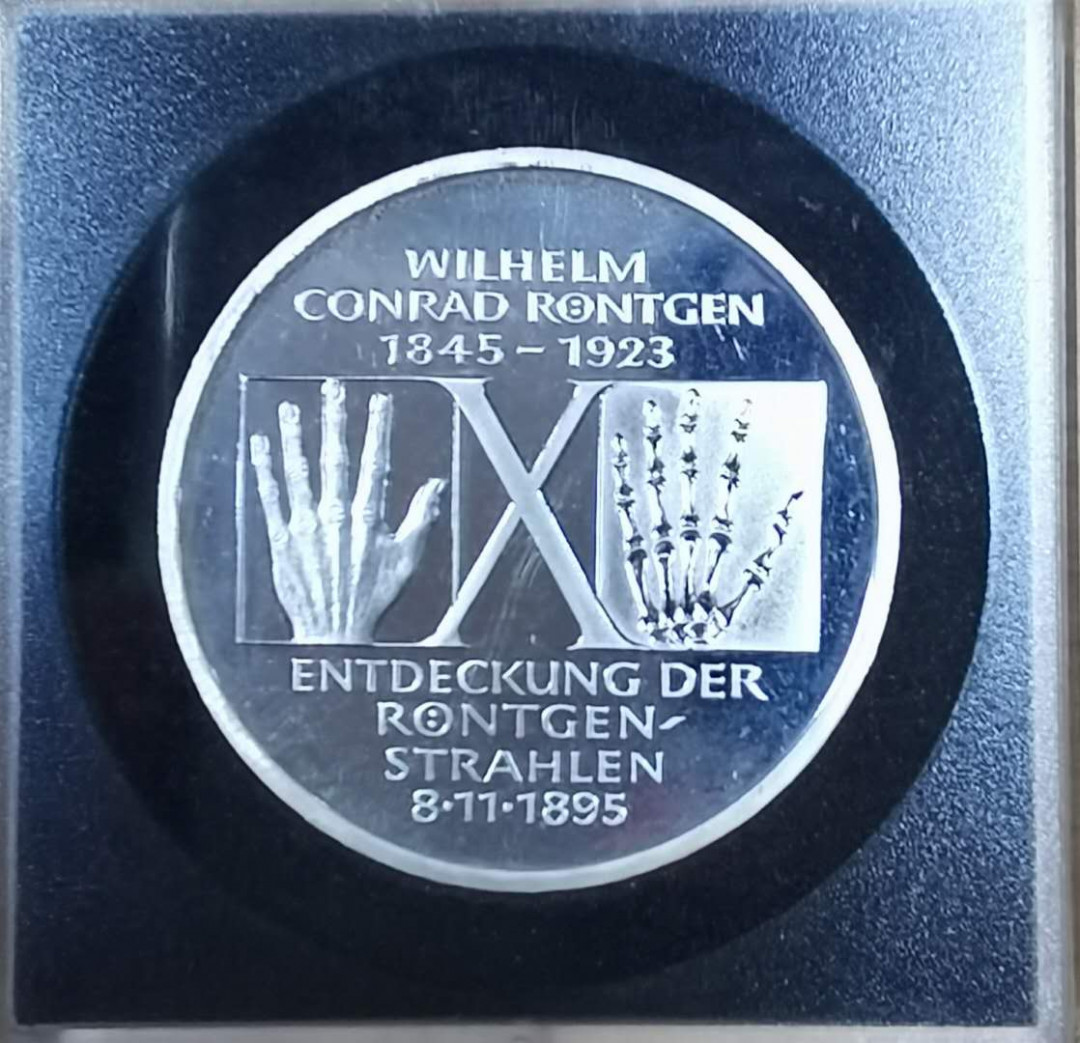 WILHELM
CONRAD RÖNTGEN
1845 – 1923
X
ENTDECKUNG DER
RÖNTGEN-
STRAHLEN
8·11·1895